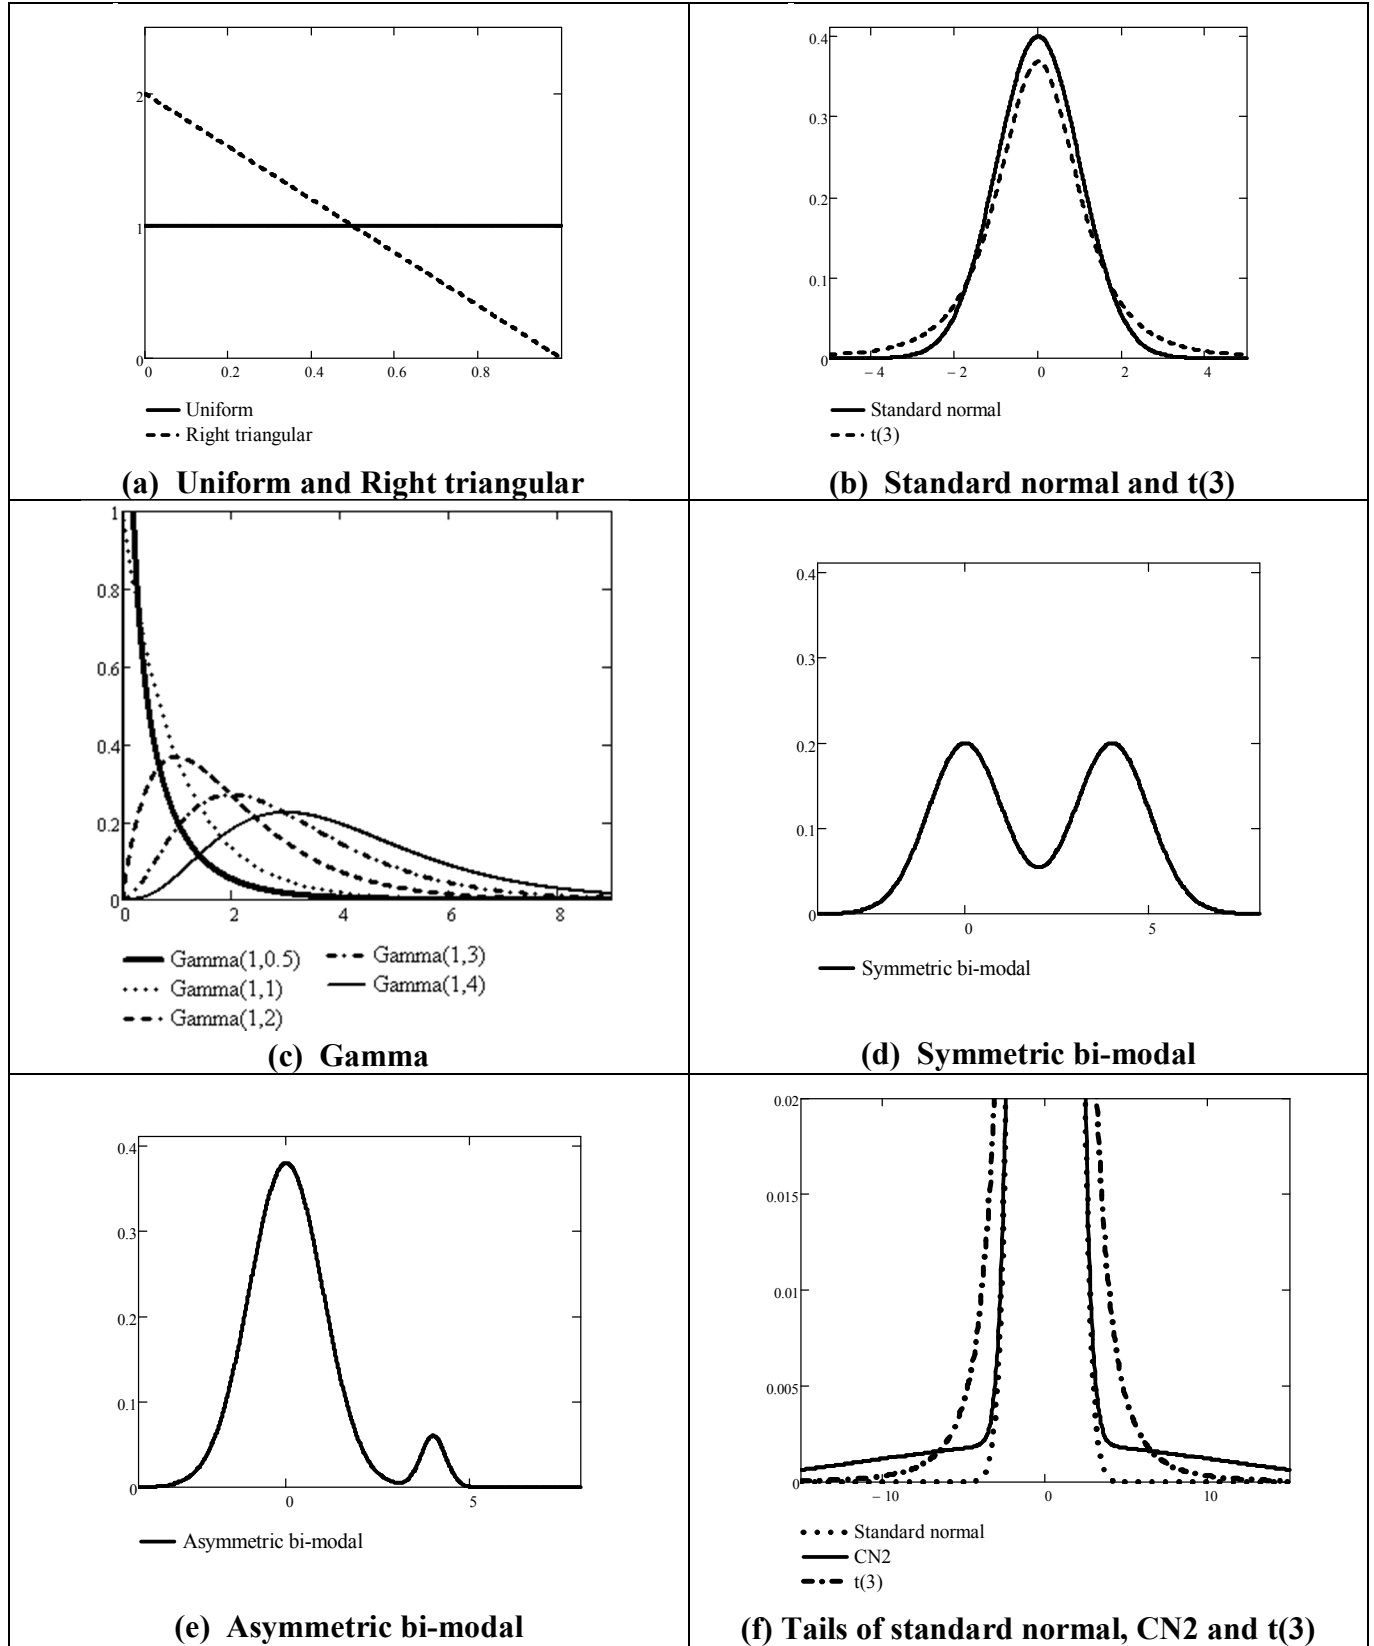 2
1
0
0 0.2 0.4 0.6 0.8
Uniform
Right triangular
(a) Uniform and Right triangular
0.4
0.3
0.2
0.1
0
− 4 − 2 0 2 4
Standard normal
t(3)
(b) Standard normal and t(3)
1
0.8
0.6
0.4
0.2
0
0 2 4 6 8
Gamma(1,0.5) Gamma(1,3)
Gamma(1,1) Gamma(1,4)
Gamma(1,2)
(c) Gamma
0.4
0.3
0.2
0.1
0
0 5
Symmetric bi-modal
(d) Symmetric bi-modal
0.4
0.3
0.2
0.1
0
0 5
Asymmetric bi-modal
(e) Asymmetric bi-modal
0.02
0.015
0.01
0.005
0
− 10 0 10
Standard normal
CN2
t(3)
(f) Tails of standard normal, CN2 and t(3)